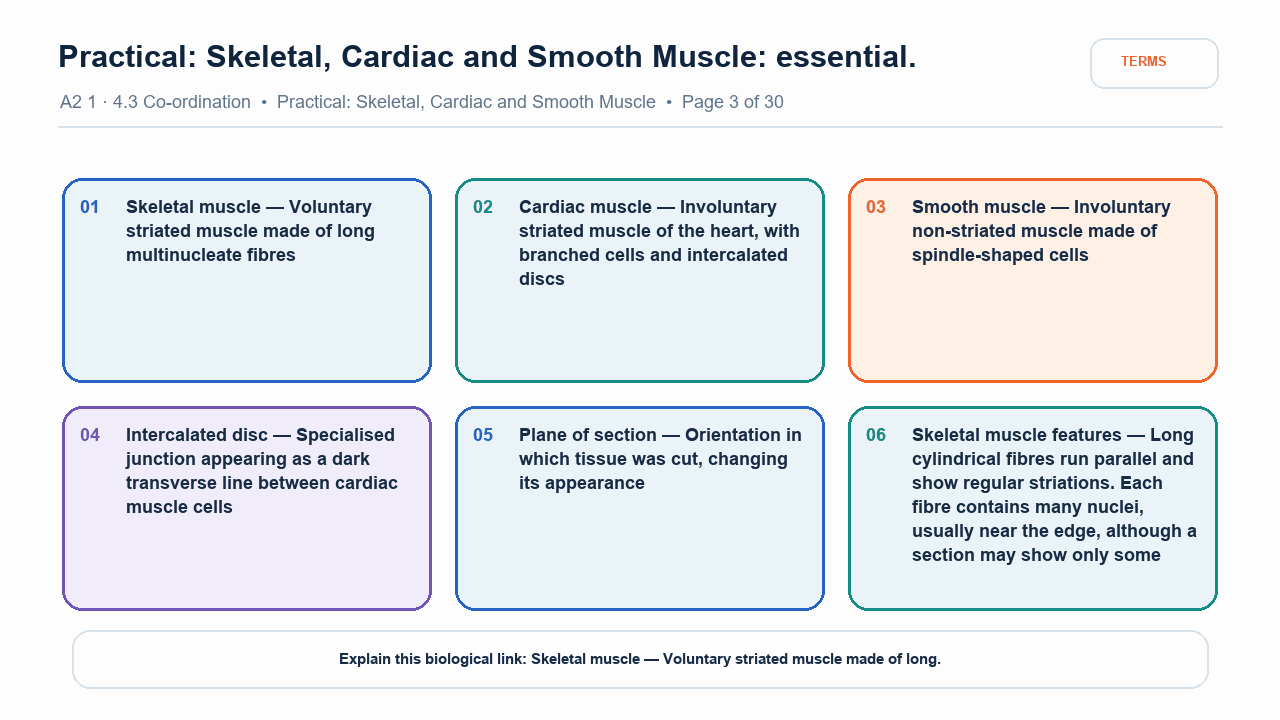 Practical: Skeletal, Cardiac and Smooth Muscle: essential.
TERMS
A2 1 · 4.3 Co-ordination • Practical: Skeletal, Cardiac and Smooth Muscle • Page 3 of 30
01
Skeletal muscle — Voluntary
striated muscle made of long
multinucleate fibres
02
Cardiac muscle — Involuntary
striated muscle of the heart, with
branched cells and intercalated
discs
03
Smooth muscle — Involuntary
non-striated muscle made of
spindle-shaped cells
04
Intercalated disc — Specialised
junction appearing as a dark
transverse line between cardiac
muscle cells
05
Plane of section — Orientation in
which tissue was cut, changing
its appearance
06
Skeletal muscle features — Long
cylindrical fibres run parallel and
show regular striations. Each
fibre contains many nuclei,
usually near the edge, although a
section may show only some
Explain this biological link: Skeletal muscle — Voluntary striated muscle made of long.